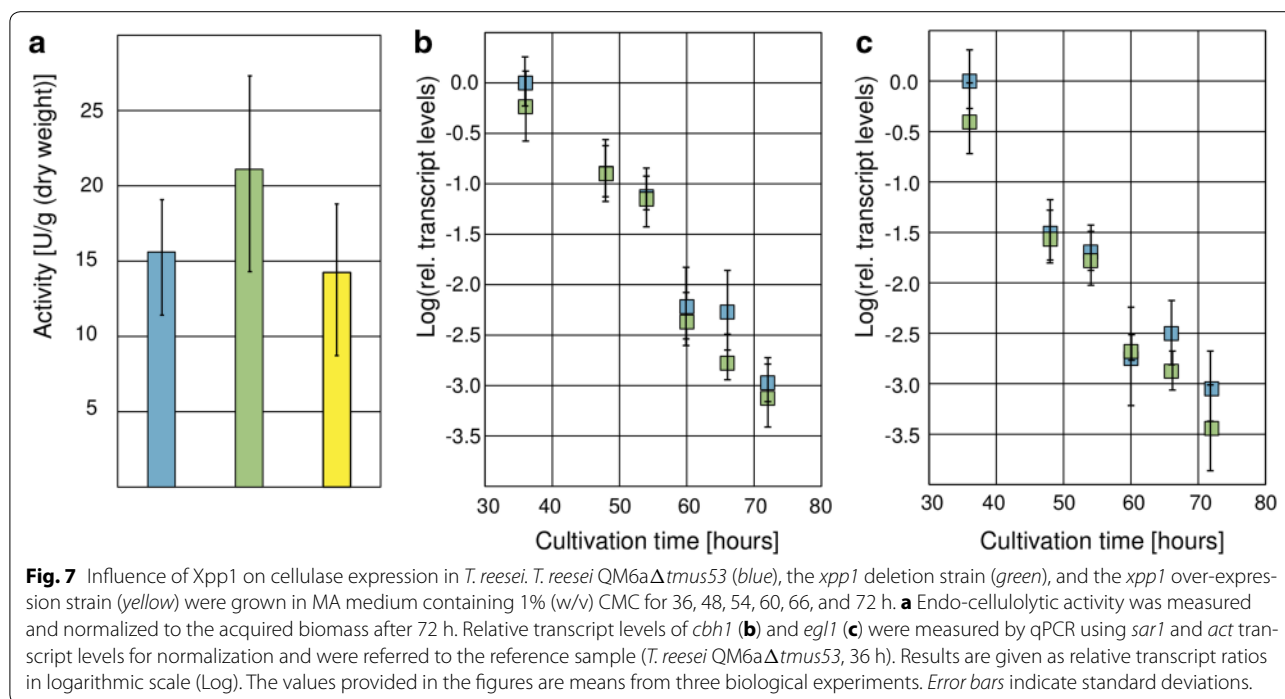 a
Activity [U/g (dry weight)]
25
20
15
10
5
b
Log(rel. transcript levels)
0.0
-0.5
-1.0
-1.5
-2.0
-2.5
-3.0
-3.5
30 40 50 60 70 80
Cultivation time [hours]
c
Log(rel. transcript levels)
0.0
-0.5
-1.0
-1.5
-2.0
-2.5
-3.0
-3.5
30 40 50 60 70 80
Cultivation time [hours]
Fig. 7 Influence of Xpp1 on cellulase expression in T. reesei. T. reesei QM6aΔtmus53 (blue), the xpp1 deletion strain (green), and the xpp1 over-expres-
sion strain (yellow) were grown in MA medium containing 1% (w/v) CMC for 36, 48, 54, 60, 66, and 72 h. a Endo-cellulolytic activity was measured
and normalized to the acquired biomass after 72 h. Relative transcript levels of cbh1 (b) and egl1 (c) were measured by qPCR using sar1 and act tran-
script levels for normalization and were referred to the reference sample (T. reesei QM6aΔtmus53, 36 h). Results are given as relative transcript ratios
in logarithmic scale (Log). The values provided in the figures are means from three biological experiments. Error bars indicate standard deviations.